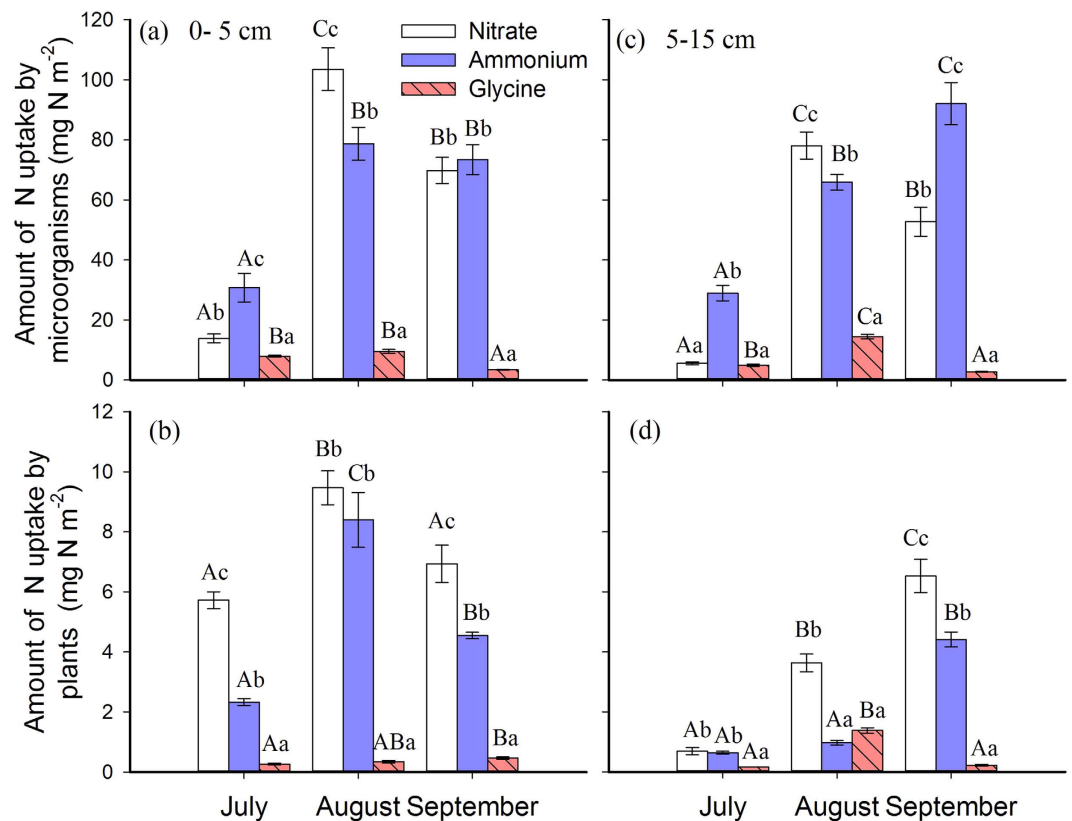 (a) 0- 5 cm
Nitrate
Ammonium
Glycine
Amount of N uptake by
microorganisms (mg N m-2)
120
100
80
60
40
20
0
Ab
Ac
Ba
Cc
Bb
Ba
Bb
Bb
Aa
(c) 5-15 cm
Aa
Ab
Ba
Cc
Bb
Ca
Bb
Cc
Aa
(b)
Amount of N uptake by
plants (mg N m-2)
12
10
8
6
4
2
0
Ac
Ab
Aa
Bb
Cb
ABa
Ac
Bb
Ba
July August September
(d)
Ab Ab
Aa
Bb
Aa
Ba
Cc
Bb
Aa
July August September